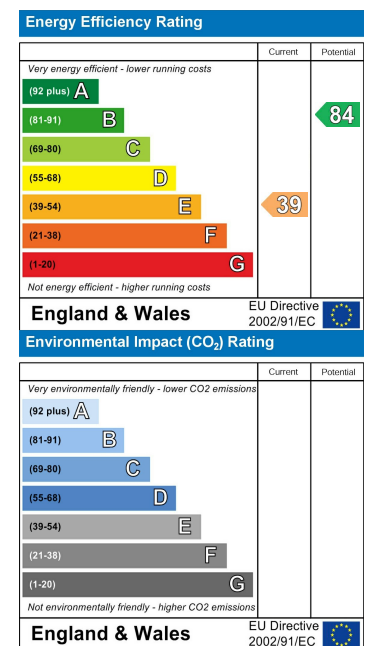 Energy Efficiency Rating
Current Potential
Very energy efficient - lower running costs
(92 plus) A
(81-91) B
84
(69-80) C
(55-68) D
(39-54) E
39
(21-38) F
(1-20) G
Not energy efficient - higher running costs
England & Wales
EU Directive
2002/91/EC
Environmental Impact (CO₂) Rating
Current Potential
Very environmentally friendly - lower CO2 emissions
(92 plus) A
(81-91) B
(69-80) C
(55-68) D
(39-54) E
(21-38) F
(1-20) G
Not environmentally friendly - higher CO2 emissions
England & Wales
EU Directive
2002/91/EC